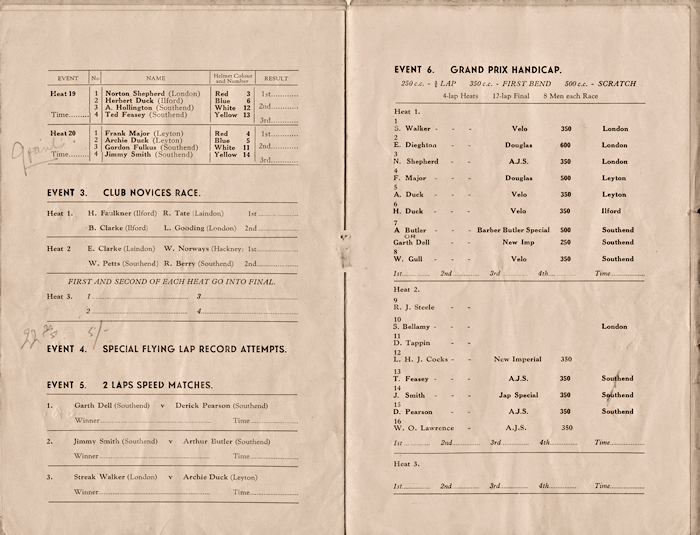 EVENT No NAME Helmet Colour and Number RESULT
Heat 19 1 Norton Shepherd (London) Red 3 1st
2 Herbert Duck (Ilford) Blue 6
3 A. Hollington (Southend) White 12 2nd
Time 4 Ted Feasey (Southend) Yellow 13 3rd
Heat 20 1 Frank Major (Leyton) Red 4 1st
2 Archie Duck (Leyton) Blue 5
3 Gordon Fulkus (Southend) White 11 2nd
Time 4 Jimmy Smith (Southend) Yellow 14 3rd
EVENT 3. CLUB NOVICES RACE.
Heat 1. H. Faulkner (Ilford) R. Tate (Laindon) 1st
B. Clarke (Ilford) L. Gooding (London) 2nd
Heat 2 E. Clarke (Laindon) W. Norways (Hackney) 1st
W. Petts (Southend) R. Berry (Southend) 2nd
FIRST AND SECOND OF EACH HEAT GO INTO FINAL.
Heat 3. 1 3
2 4
5/-
EVENT 4. SPECIAL FLYING LAP RECORD ATTEMPTS.
EVENT 5. 2 LAPS SPEED MATCHES.
1. Garth Dell (Southend) v Derick Pearson (Southend)
Winner Time
2. Jimmy Smith (Southend) v Arthur Butler (Southend)
Winner Time
3. Streak Walker (London) v Archie Duck (Leyton)
Winner Time
EVENT 6. GRAND PRIX HANDICAP.
250 c.c. - LAP 350 c.c. - FIRST BEND 500 c.c. - SCRATCH
4-lap Heats 12-lap Final 8 Men each Race
Heat 1.
1
S. Walker - - - Velo 350 London
2
E. Dieghton - - Douglas 600 London
3
N. Shepherd - - A.J.S. 350 London
4
F. Major - - - Douglas 500 Leyton
5
A. Duck - - - Velo 350 London
6
H. Duck - - - Velo 350 Ilford
7
A Butler - - - Barber Butler Special 500 Southend
OR
Garth Dell New Imp 250 Southend
8
W. Gull - - - Velo 350 Southend
1st 2nd 3rd 4th Time
Heat 2.
9
R. J. Steele - -
10
S. Bellamy - - - London
11
D. Tappin - -
12
L. H. J. Cocks - - New Imperial 350
13
T. Feasey - - - A.J.S. 350 Southend
14
J. Smith - - - Jap Special 350 Southend
15
D. Pearson - - A.J.S. 350 Southend
16
W. O. Lawrence - A.J.S. 350
1st 2nd 3rd 4th Time
Heat 3.
1st 2nd 3rd 4th Time